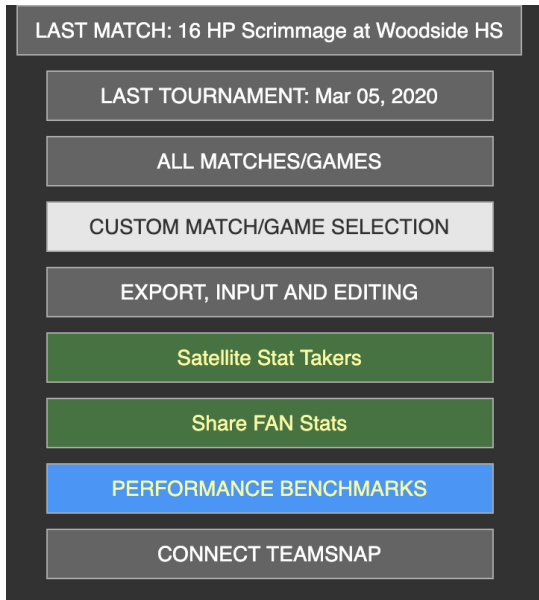 LAST MATCH: 16 HP Scrimmage at Woodside HS
LAST TOURNAMENT: Mar 05, 2020
ALL MATCHES/GAMES
CUSTOM MATCH/GAME SELECTION
EXPORT, INPUT AND EDITING
Satellite Stat Takers
Share FAN Stats
PERFORMANCE BENCHMARKS
CONNECT TEAMSNAP